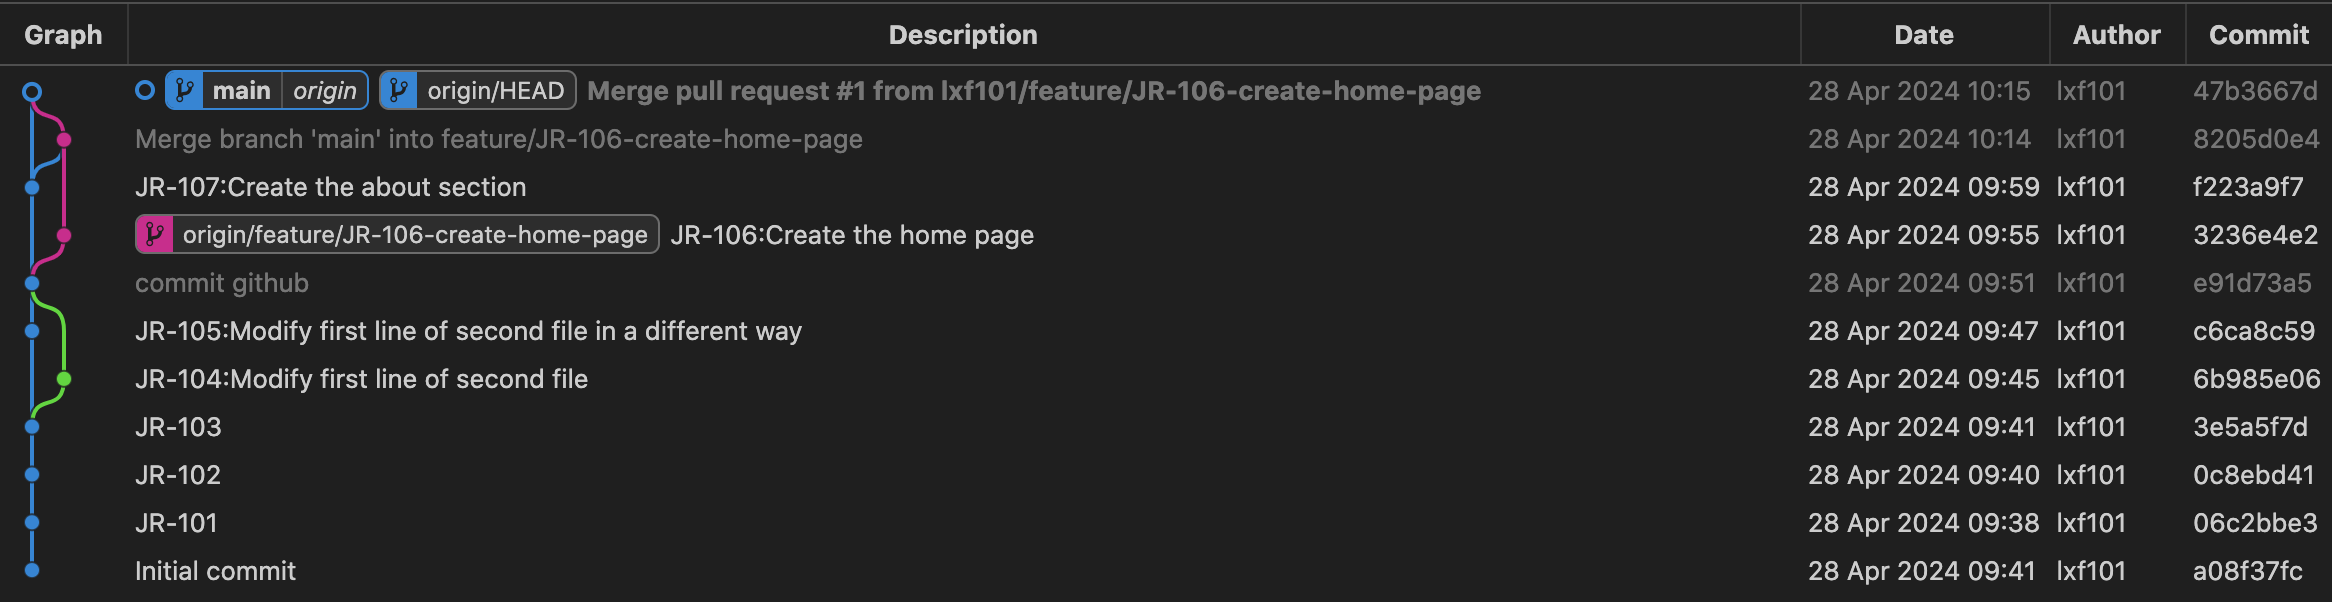 Graph Description Date Author Commit
main origin origin/HEAD Merge pull request #1 from lxf101/feature/JR-106-create-home-page 28 Apr 2024 10:15 lxf101 47b3667d
Merge branch 'main' into feature/JR-106-create-home-page 28 Apr 2024 10:14 lxf101 8205d0e4
JR-107:Create the about section 28 Apr 2024 09:59 lxf101 f223a9f7
origin/feature/JR-106-create-home-page JR-106:Create the home page 28 Apr 2024 09:55 lxf101 3236e4e2
commit github 28 Apr 2024 09:51 lxf101 e91d73a5
JR-105:Modify first line of second file in a different way 28 Apr 2024 09:47 lxf101 c6ca8c59
JR-104:Modify first line of second file 28 Apr 2024 09:45 lxf101 6b985e06
JR-103 28 Apr 2024 09:41 lxf101 3e5a5f7d
JR-102 28 Apr 2024 09:40 lxf101 0c8ebd41
JR-101 28 Apr 2024 09:38 lxf101 06c2bbe3
Initial commit 28 Apr 2024 09:41 lxf101 a08f37fc